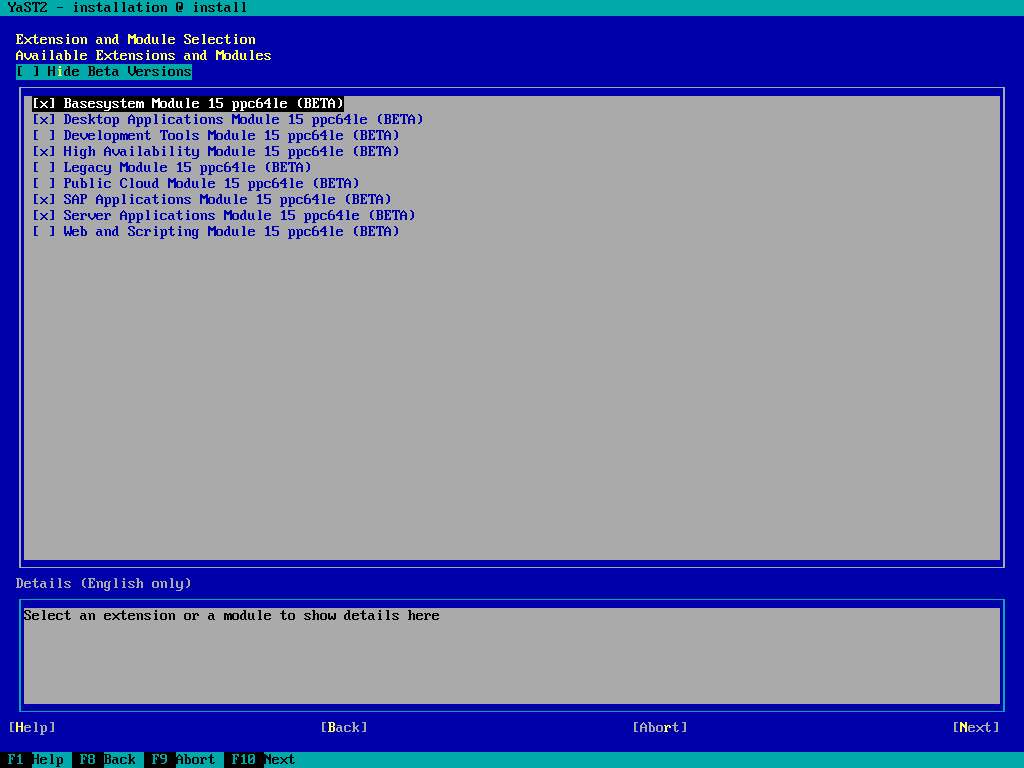 YaST2 - installation @ install
Extension and Module Selection
Available Extensions and Modules
[ ] Hide Beta Versions
[x] Basesystem Module 15 ppc64le (BETA)
[x] Desktop Applications Module 15 ppc64le (BETA)
[ ] Development Tools Module 15 ppc64le (BETA)
[x] High Availability Module 15 ppc64le (BETA)
[ ] Legacy Module 15 ppc64le (BETA)
[ ] Public Cloud Module 15 ppc64le (BETA)
[x] SAP Applications Module 15 ppc64le (BETA)
[x] Server Applications Module 15 ppc64le (BETA)
[ ] Web and Scripting Module 15 ppc64le (BETA)
Details (English only)
Select an extension or a module to show details here
[Help] [Back] [Abort] [Next]
F1 Help F8 Back F9 Abort F10 Next